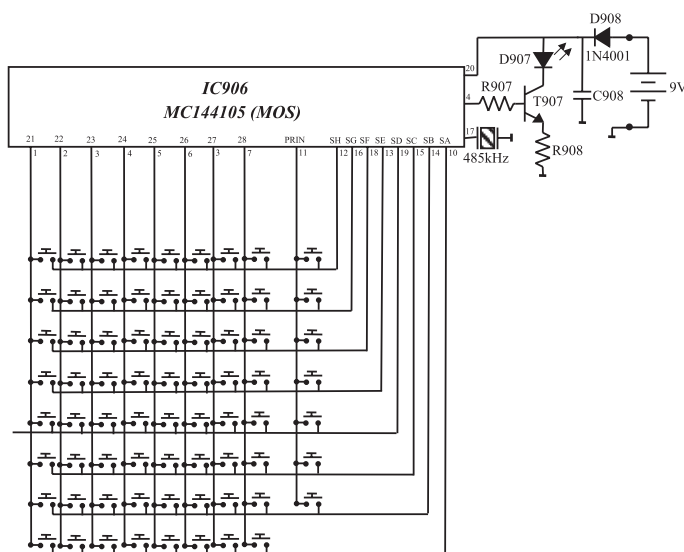 D908
D907
1N4001
20
IC906
MC144105 (MOS)
4
R907
T907
C908
9V
17
485kHz
R908
21 22 23 24 25 26 27 28 PRIN SH SG SF SE SD SC SB SA
1 2 3 4 5 6 3 7 11 12 16 18 13 19 15 14 10